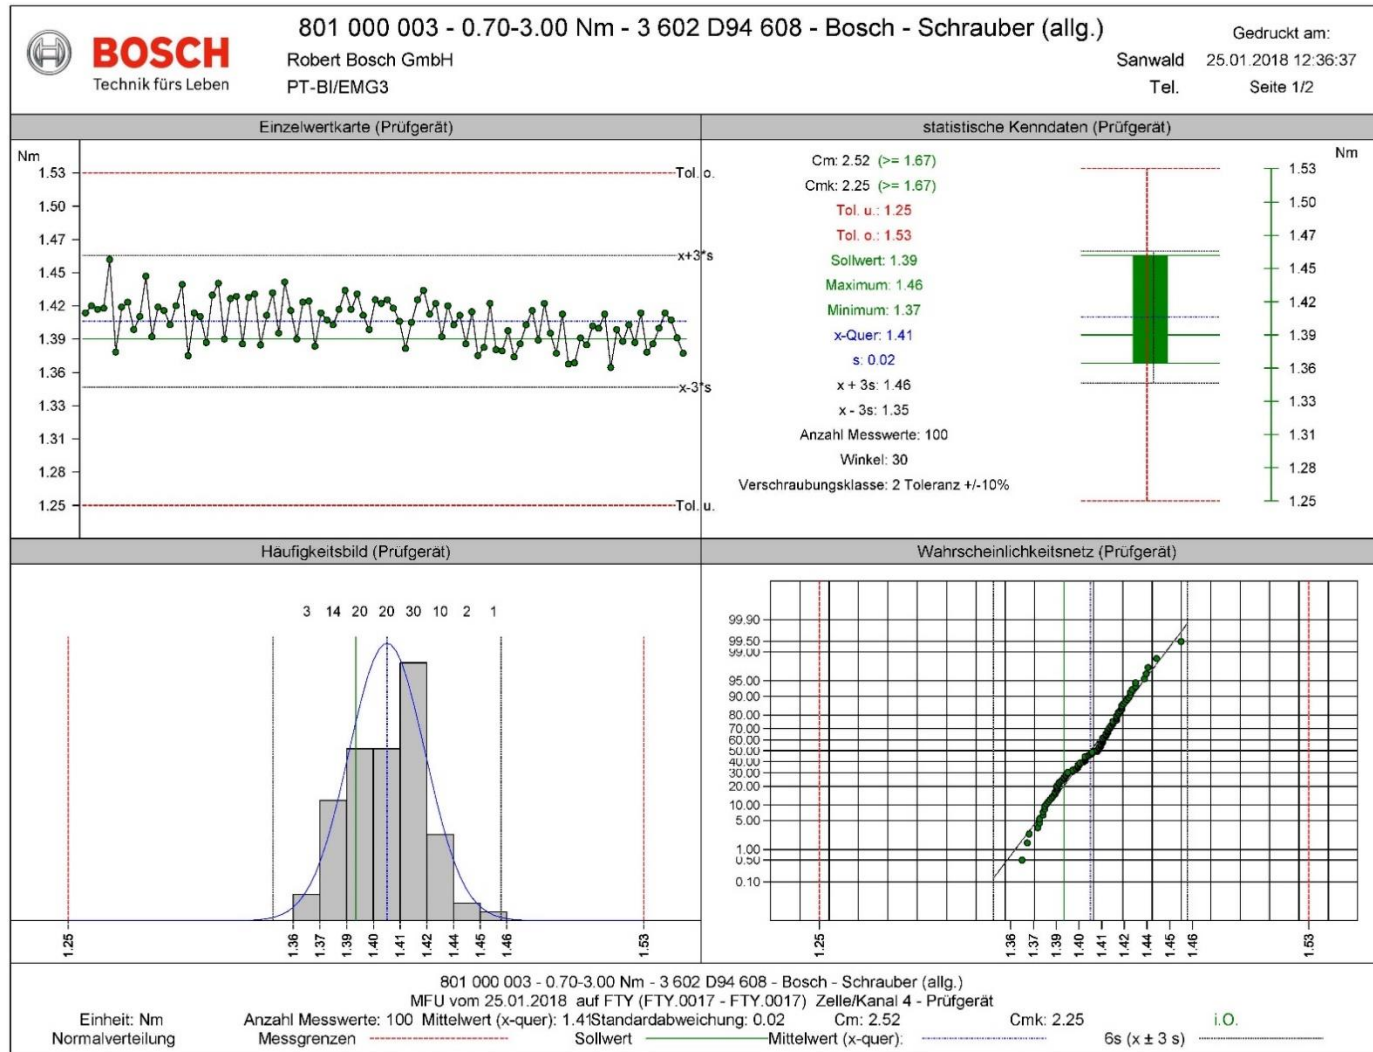 801 000 003 - 0.70-3.00 Nm - 3 602 D94 608 - Bosch - Schrauber (allg.)
Gedruckt am:
BOSCH
Technik fürs Leben
Robert Bosch GmbH
Sanwald
25.01.2018 12:36:37
PT-BI/EMG3
Tel.
Seite 1/2
Einzelwertkarte (Prüfgerät)
Nm
1.53
1.50
1.47
1.45
1.42
1.39
1.36
1.33
1.31
1.28
1.25
Tol. o.
x+3*s
x-3*s
Tol. u.
statistische Kenndaten (Prüfgerät)
Cm: 2.52 (>= 1.67)
Cmk: 2.25 (>= 1.67)
Tol. u.: 1.25
Tol. o.: 1.53
Sollwert: 1.39
Maximum: 1.46
Minimum: 1.37
x-Quer: 1.41
s: 0.02
x + 3s: 1.46
x - 3s: 1.35
Anzahl Messwerte: 100
Winkel: 30
Verschraubungsklasse: 2 Toleranz +/-10%
Nm
1.53
1.50
1.47
1.45
1.42
1.39
1.36
1.33
1.31
1.28
1.25
Häufigkeitsbild (Prüfgerät)
3 14 20 20 30 10 2 1
1.25 1.36 1.37 1.39 1.40 1.41 1.42 1.44 1.45 1.46 1.53
Wahrscheinlichkeitsnetz (Prüfgerät)
99.90
99.50
99.00
95.00
90.00
80.00
70.00
60.00
50.00
40.00
30.00
20.00
10.00
5.00
1.00
0.50
0.10
1.25 1.36 1.37 1.39 1.40 1.41 1.42 1.44 1.45 1.46 1.53
801 000 003 - 0.70-3.00 Nm - 3 602 D94 608 - Bosch - Schrauber (allg.)
MFU vom 25.01.2018 auf FTY (FTY.0017 - FTY.0017) Zelle/Kanal 4 - Prüfgerät
Einheit: Nm Anzahl Messwerte: 100 Mittelwert (x-quer): 1.41 Standardabweichung: 0.02 Cm: 2.52 Cmk: 2.25 i.O.
Normalverteilung Messgrenzen Sollwert Mittelwert (x-quer): 6s (x ± 3 s)